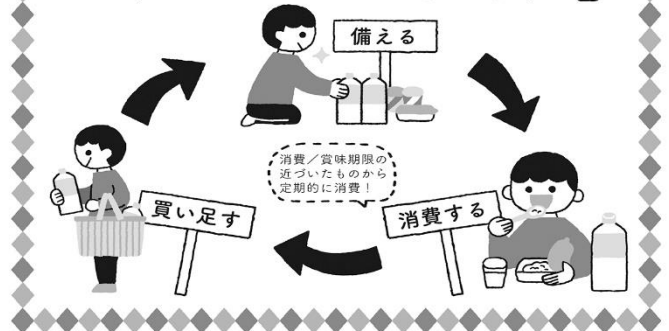 備える
消費／賞味期限の
近づいたものから
定期的に消費！
消費する
買い足す